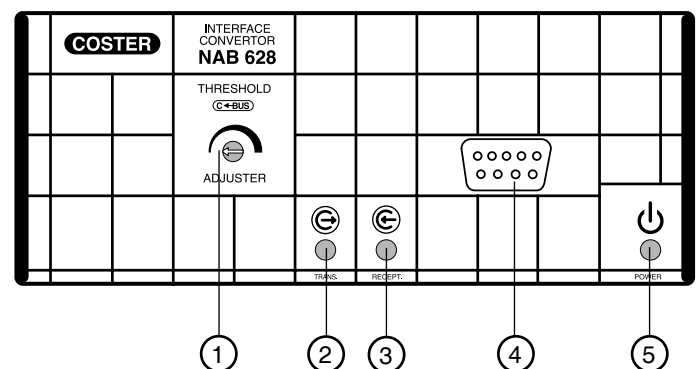 COSTER
INTERFACE
CONVERTOR
NAB 628
THRESHOLD
C←BUS
ADJUSTER
TRANS.
RECEPT.
POWER
1
2
3
4
5